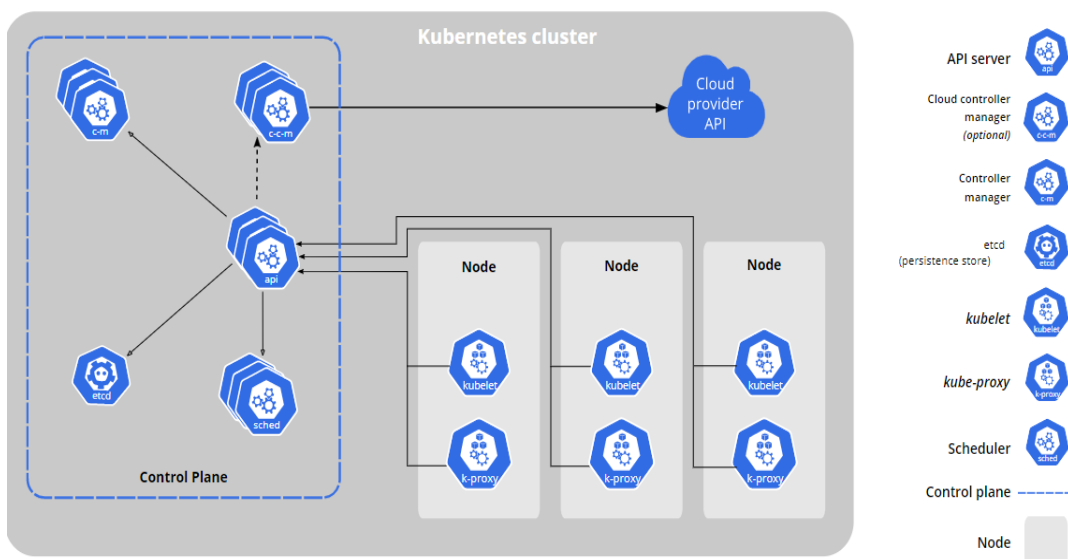 Kubernetes cluster
c-m
c-c-m
Cloud
provider
API
api
etcd
sched
Control Plane
Node
kubelet
k-proxy
Node
kubelet
k-proxy
Node
kubelet
k-proxy
API server
api
Cloud controller
manager
(optional)
c-c-m
Controller
manager
c-m
etcd
(persistence store)
etcd
kubelet
kubelet
kube-proxy
k-proxy
Scheduler
sched
Control plane
Node